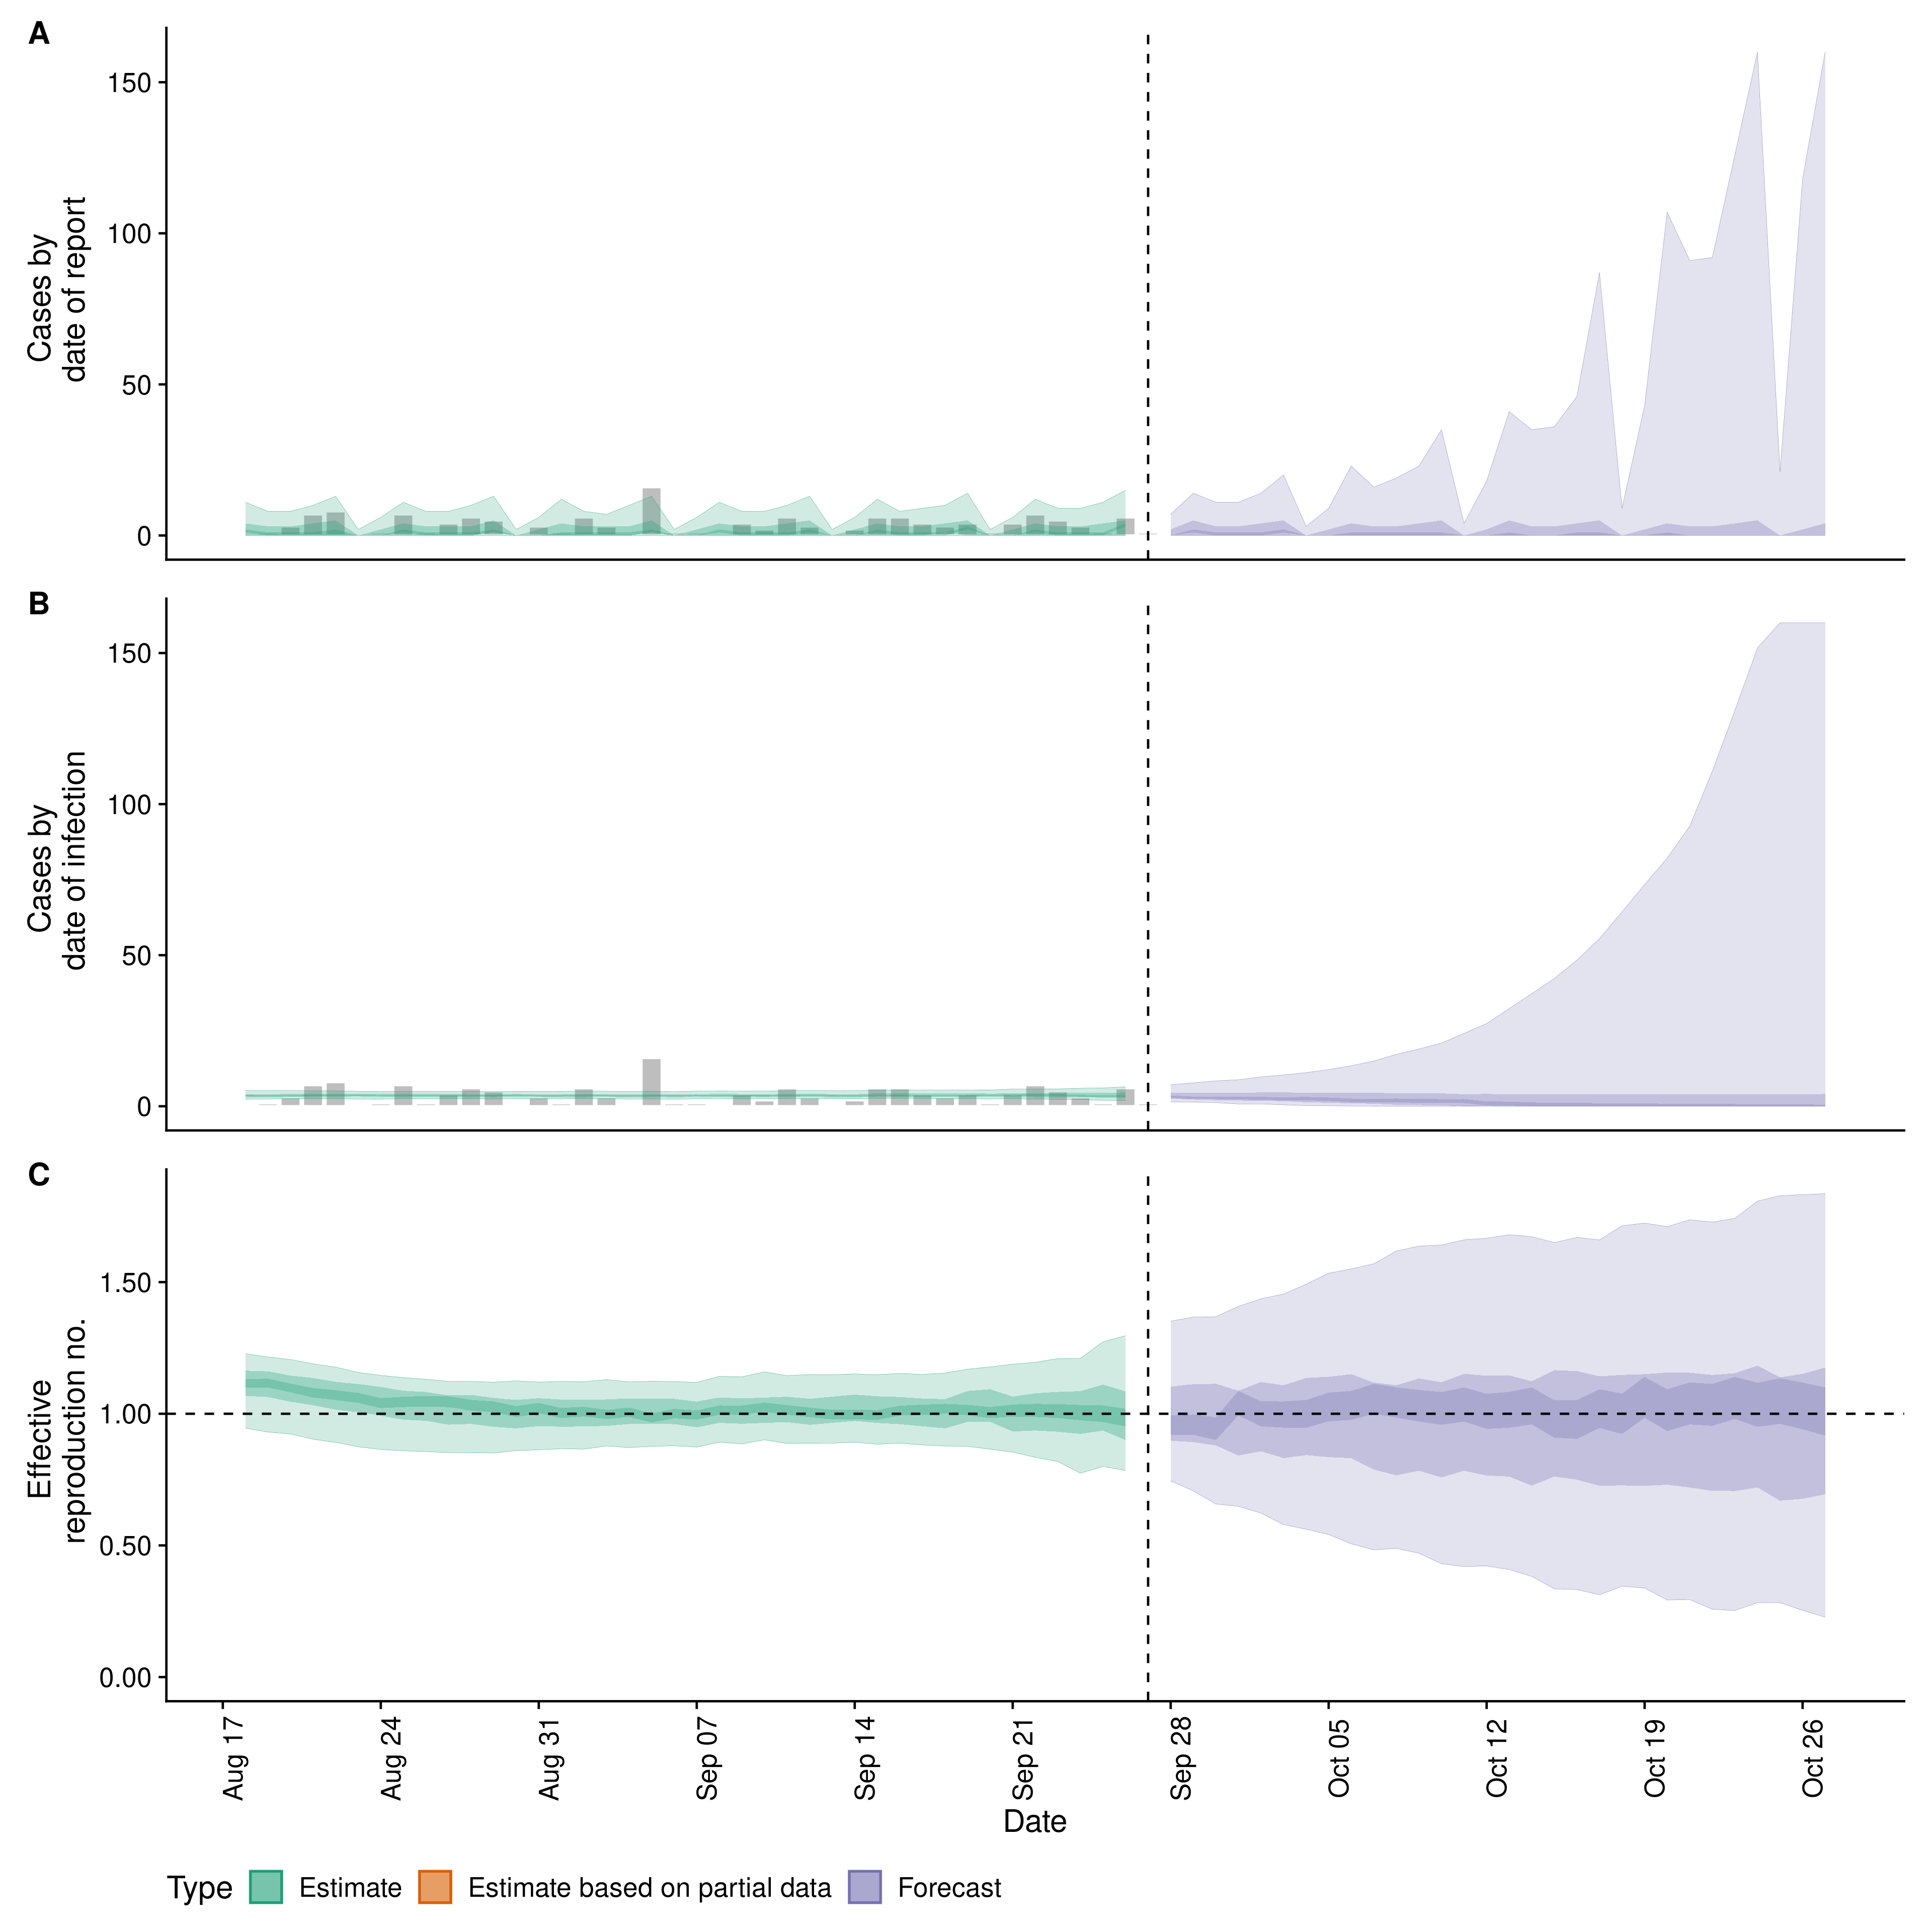 A
Cases by
date of report
150
100
50
0
B
Cases by
date of infection
150
100
50
0
C
Effective
reproduction no.
1.50
1.00
0.50
0.00
Aug 17
Aug 24
Aug 31
Sep 07
Sep 14
Sep 21
Sep 28
Oct 05
Oct 12
Oct 19
Oct 26
Date
Type Estimate Estimate based on partial data Forecast